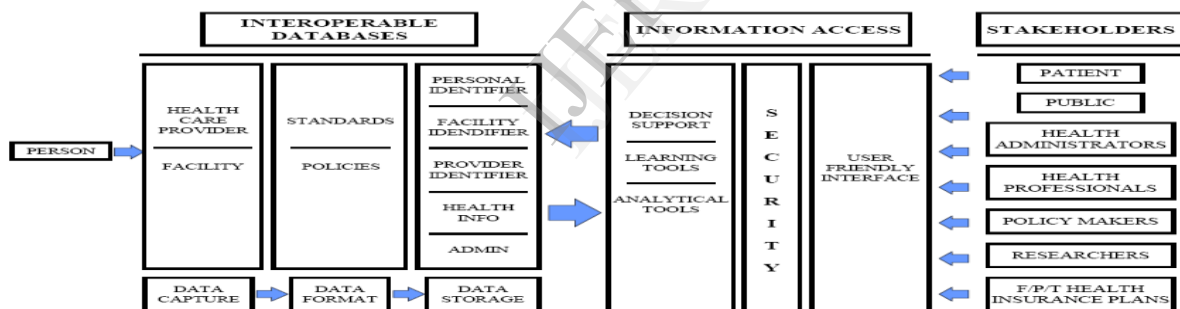 INTEROPERABLE
DATABASES
INFORMATION ACCESS
STAKEHOLDERS
PERSON
HEALTH
CARE
PROVIDER
FACILITY
STANDARDS
POLICIES
PERSONAL
IDENTIFIER
FACILITY
IDENDIFIER
PROVIDER
IDENTIFIER
HEALTH
INFO
ADMIN
DATA
CAPTURE
DATA
FORMAT
DATA
STORAGE
DECISION
SUPPORT
LEARNING
TOOLS
ANALYTICAL
TOOLS
S
E
C
U
R
I
T
Y
USER
FRIENDLY
INTERFACE
PATIENT
PUBLIC
HEALTH
ADMINISTRATORS
HEALTH
PROFESSIONALS
POLICY MAKERS
RESEARCHERS
F/P/T HEALTH
INSURANCE PLANS
IJER